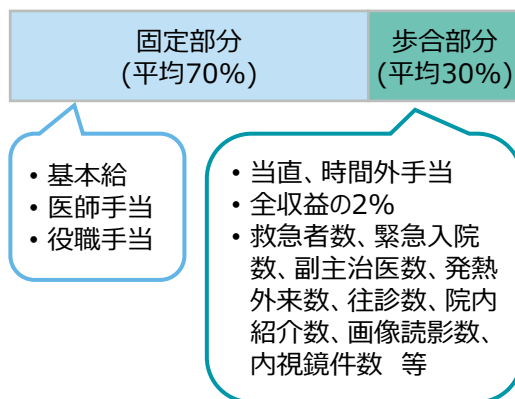 固定部分
(平均70%)
歩合部分
(平均30%)
・基本給
・医師手当
・役職手当
・当直、時間外手当
・全収益の2%
・救急者数、緊急入院
数、副主治医数、発熱
外来数、往診数、院内
紹介数、画像読影数、
内視鏡件数 等